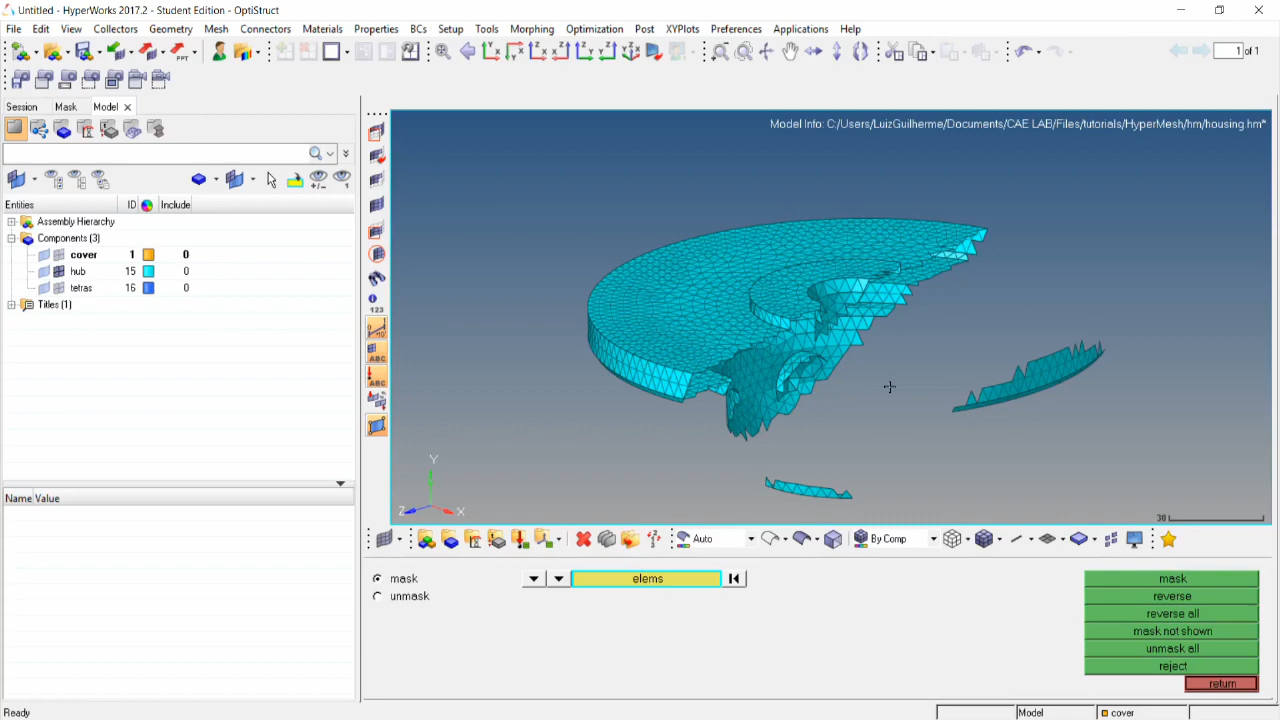 Untitled - HyperWorks 2017.2 - Student Edition - OptiStruct
File Edit View Collectors Geometry Mesh Connectors Materials Properties BCs Setup Tools Morphing Optimization Post XYPlots Preferences Applications Help
1 of 1
Session Mask Model
Entities ID Include
Assembly Hierarchy
Components (3)
cover 1 0
hub 15 0
tetras 16 0
Titles (1)
Name Value
123
ABC
ABC
Model Info: C:/Users/LuizGuilherme/Documents/CAE LAB/Files/tutorials/HyperMesh/hm/housing.hm*
Y
Z X
30
Auto By Comp
mask elems mask
unmask reverse
reverse all
mask not shown
unmask all
reject
return
Ready Model cover